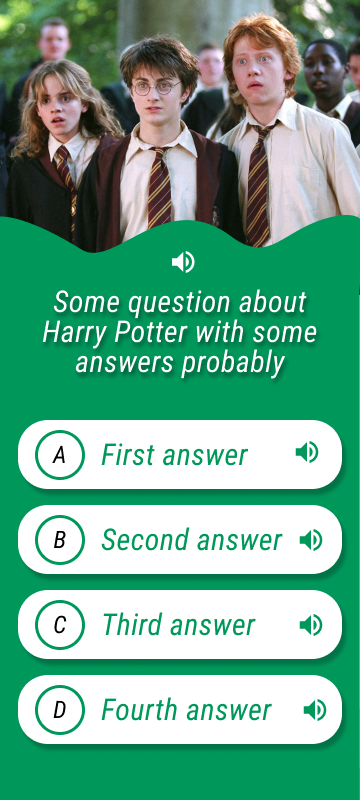 Some question about
Harry Potter with some
answers probably
A First answer
B Second answer
C Third answer
D Fourth answer